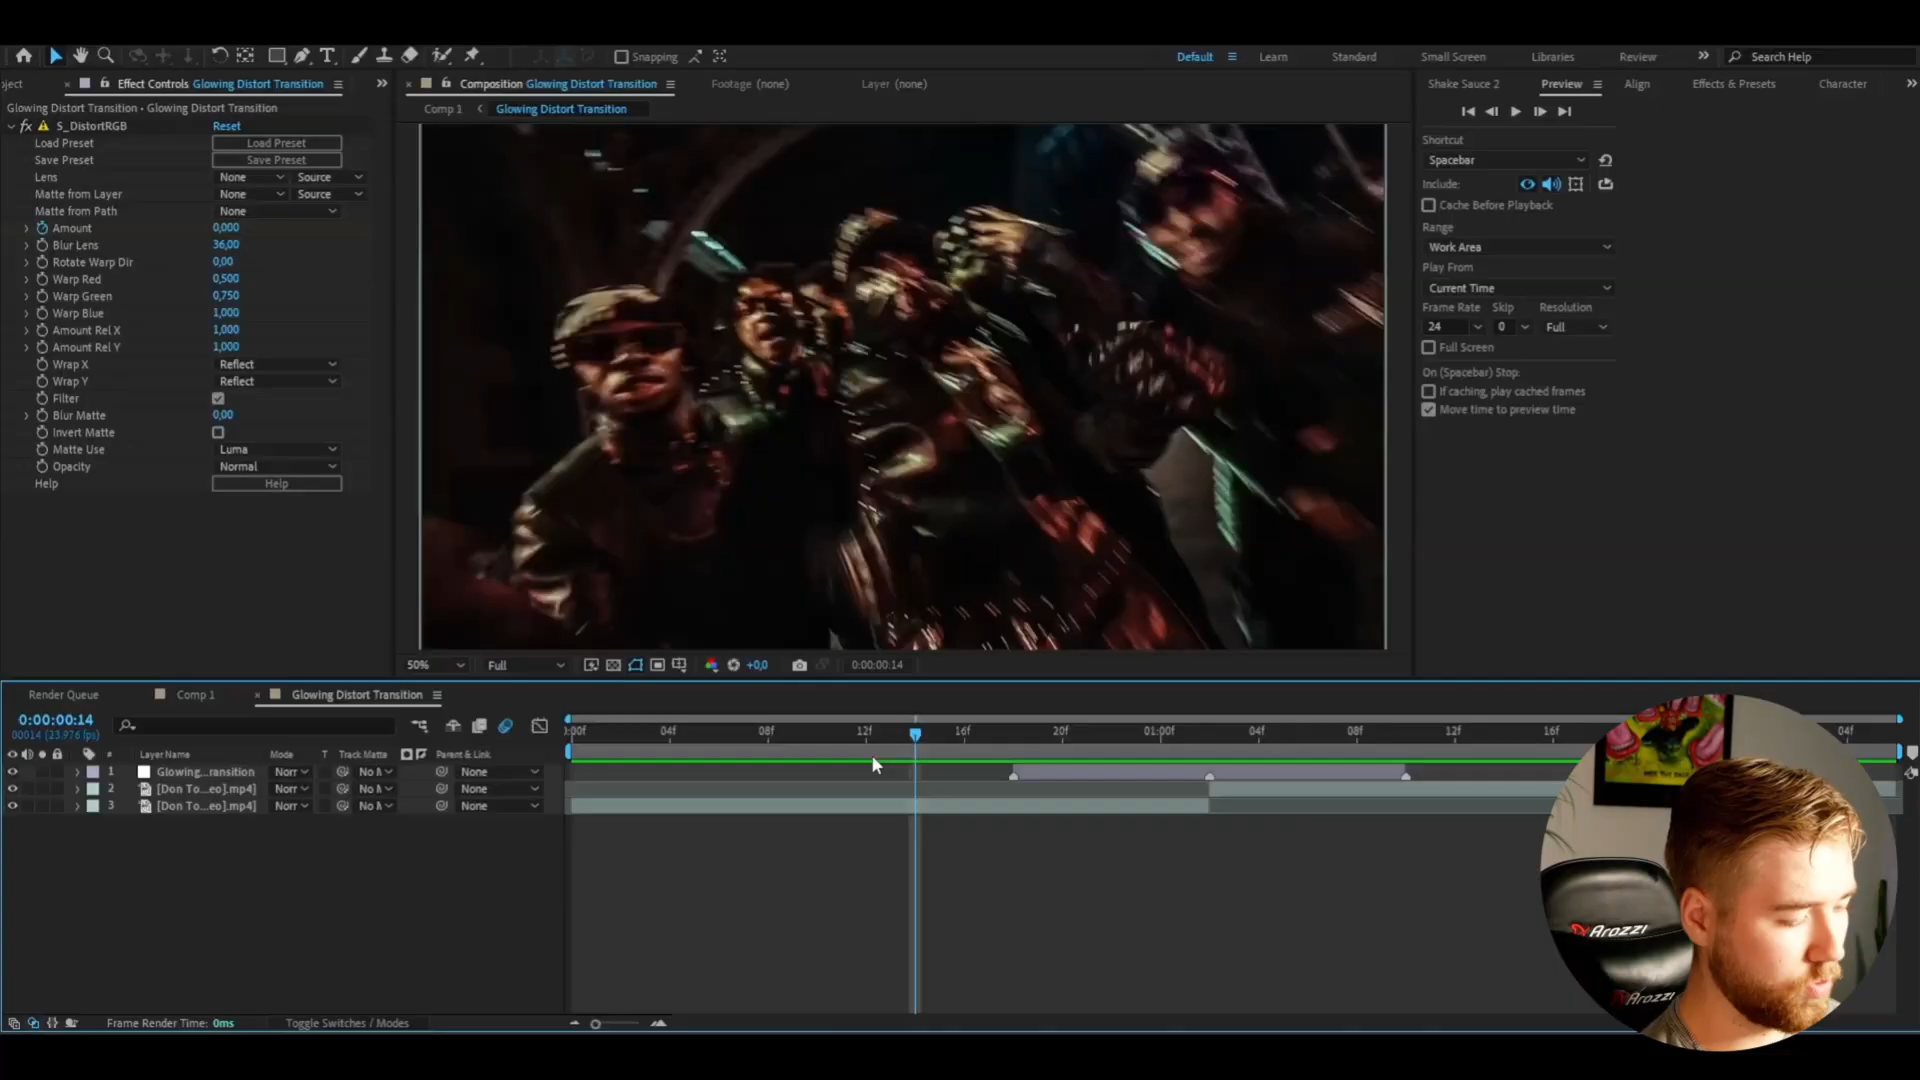 Snapping
Default
Learn
Standard
Small Screen
Libraries
Review
Search Help
oject
Effect Controls Glowing Distort Transition
Composition Glowing Distort Transition
Footage (none)
Layer (none)
Shake Sauce 2
Preview
Align
Effects & Presets
Character
Glowing Distort Transition • Glowing Distort Transition
Comp 1
Glowing Distort Transition
fx S_DistortRGB Reset
Load Preset Load Preset
Save Preset Save Preset
Lens None Source
Matte from Layer None Source
Matte from Path None
Amount 0,000
Blur Lens 36,00
Rotate Warp Dir 0,00
Warp Red 0,500
Warp Green 0,750
Warp Blue 1,000
Amount Rel X 1,000
Amount Rel Y 1,000
Wrap X Reflect
Wrap Y Reflect
Filter
Blur Matte 0,00
Invert Matte
Matte Use Luma
Opacity Normal
Help Help
Shortcut
Spacebar
Include:
Cache Before Playback
Range
Work Area
Play From
Current Time
Frame Rate Skip Resolution
24 0 Full
Full Screen
On (Spacebar) Stop:
If caching, play cached frames
Move time to preview time
50% Full +0,0 0:00:00:14
Render Queue
Comp 1
Glowing Distort Transition
0:00:00:14
00014 (23.976 fps)
:00f 04f 08f 12f 16f 20f 01:00f 04f 08f 12f 16f 04f
# Layer Name Mode T Track Matte Parent & Link
1 Glowing...ransition Norr No M None
2 [Don To...eo].mp4] Norr No M None
3 [Don To...eo].mp4] Norr No M None
Arozzi
Arozzi
Frame Render Time: 0ms
Toggle Switches / Modes